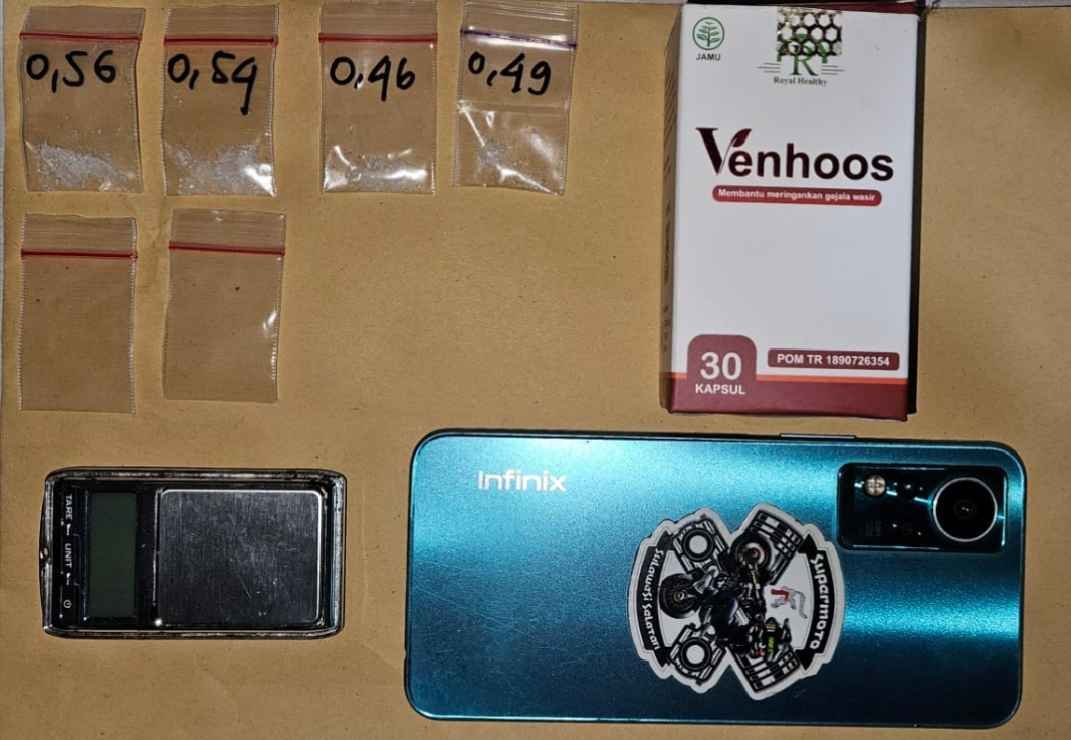 0,56
0,54
0,46
0,49
JAMU
Royal Healthy
Venhoos
Membantu meringankan gejala wasir
30
KAPSUL
POM TR 1890726354
TARE
UNIT
Infinix
Xuparmoto
Sulawesi Selatan